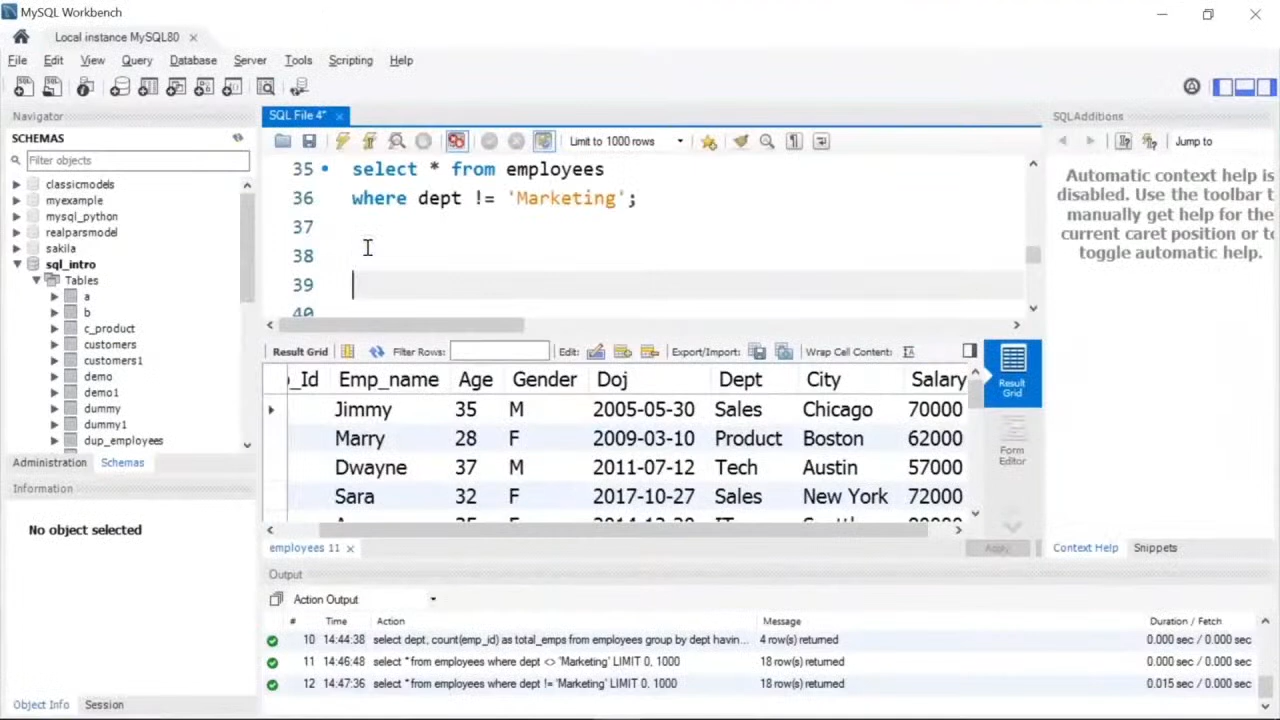 MySQL Workbench
Local instance MySQL80
File Edit View Query Database Server Tools Scripting Help
Navigator
SCHEMAS
Filter objects
classicmodels
myexample
mysql_python
realparsmodel
sakila
sql_intro
Tables
a
b
c_product
customers
customers1
demo
demo1
dummy
dummy1
dup_employees
Administration Schemas
Information
No object selected
Object Info Session
SQL File 4*
Limit to 1000 rows
35 select * from employees
36 where dept != 'Marketing';
37
38
39
40
Result Grid Filter Rows: Edit: Export/Import: Wrap Cell Content:
_Id Emp_name Age Gender Doj Dept City Salary
Jimmy 35 M 2005-05-30 Sales Chicago 70000
Marry 28 F 2009-03-10 Product Boston 62000
Dwayne 37 M 2011-07-12 Tech Austin 57000
Sara 32 F 2017-10-27 Sales New York 72000
Result
Grid
Form
Editor
employees 11
Apply
Output
Action Output
# Time Action Message Duration / Fetch
10 14:44:38 select dept, count(emp_id) as total_emps from employees group by dept havin... 4 row(s) returned 0.000 sec / 0.000 sec
11 14:46:48 select * from employees where dept <> 'Marketing' LIMIT 0, 1000 18 row(s) returned 0.000 sec / 0.000 sec
12 14:47:36 select * from employees where dept != 'Marketing' LIMIT 0, 1000 18 row(s) returned 0.015 sec / 0.000 sec
SQLAdditions
Jump to
Automatic context help is
disabled. Use the toolbar t
manually get help for the
current caret position or to
toggle automatic help.
Context Help Snippets